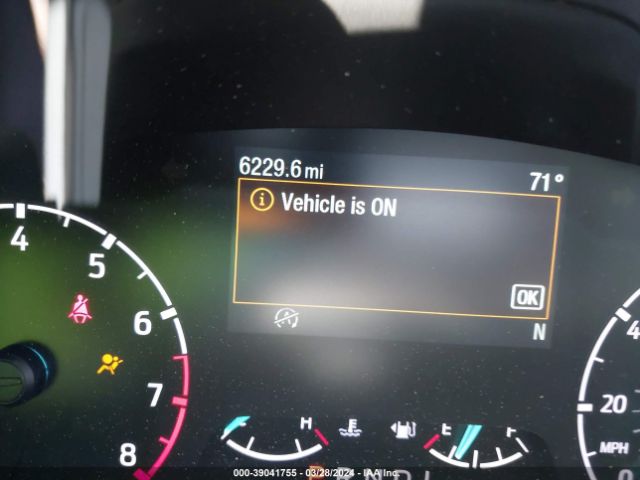 6229.6 mi
71°
Vehicle is ON
OK
N
4
5
6
7
8
H
E
F
4
20
MPH
0
P R N D L
000-39041755 - 03/28/2024 - IAA Inc.